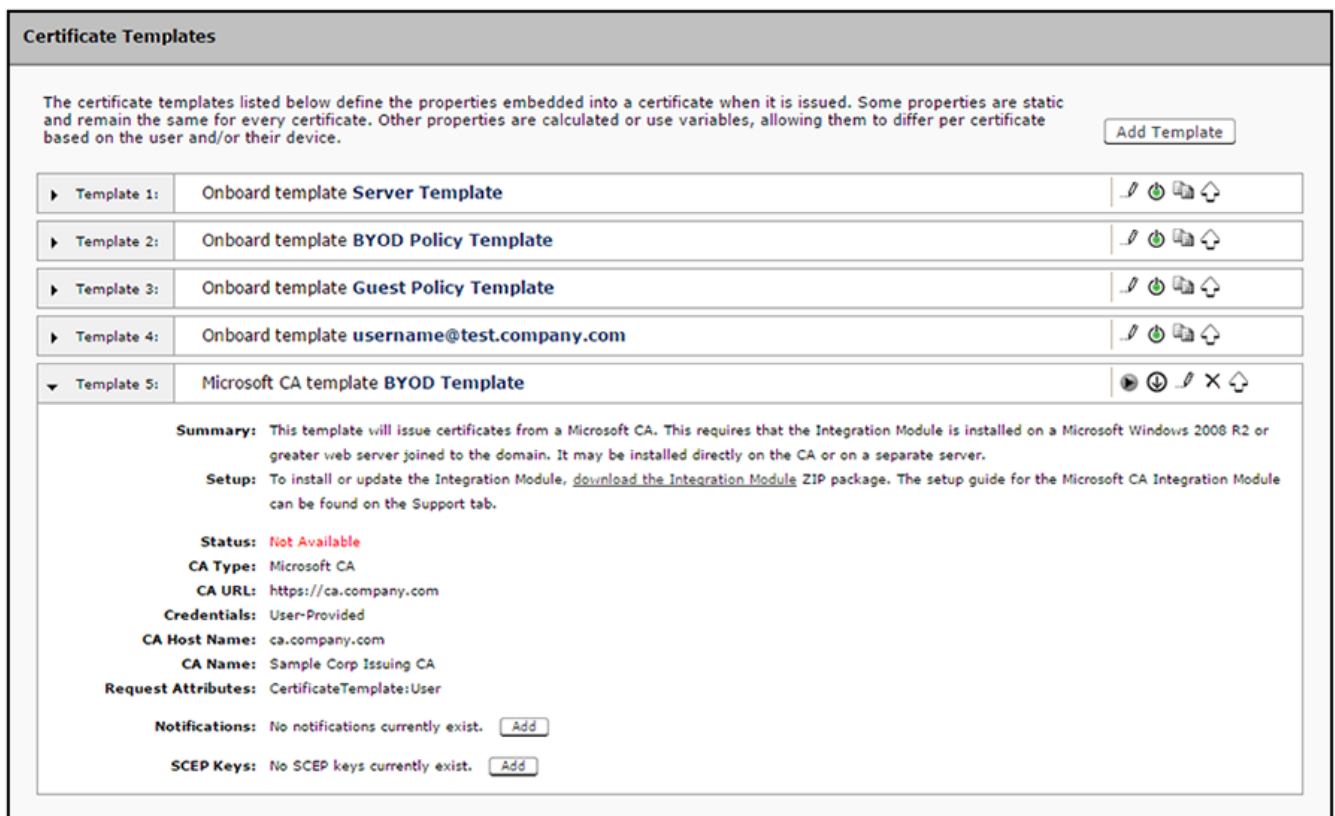 Certificate Templates
The certificate templates listed below define the properties embedded into a certificate when it is issued. Some properties are static
and remain the same for every certificate. Other properties are calculated or use variables, allowing them to differ per certificate
based on the user and/or their device.
Add Template
Template 1: Onboard template Server Template
Template 2: Onboard template BYOD Policy Template
Template 3: Onboard template Guest Policy Template
Template 4: Onboard template username@test.company.com
Template 5: Microsoft CA template BYOD Template
Summary: This template will issue certificates from a Microsoft CA. This requires that the Integration Module is installed on a Microsoft Windows 2008 R2 or
greater web server joined to the domain. It may be installed directly on the CA or on a separate server.
Setup: To install or update the Integration Module, download the Integration Module ZIP package. The setup guide for the Microsoft CA Integration Module
can be found on the Support tab.
Status: Not Available
CA Type: Microsoft CA
CA URL: https://ca.company.com
Credentials: User-Provided
CA Host Name: ca.company.com
CA Name: Sample Corp Issuing CA
Request Attributes: CertificateTemplate:User
Notifications: No notifications currently exist. Add
SCEP Keys: No SCEP keys currently exist. Add